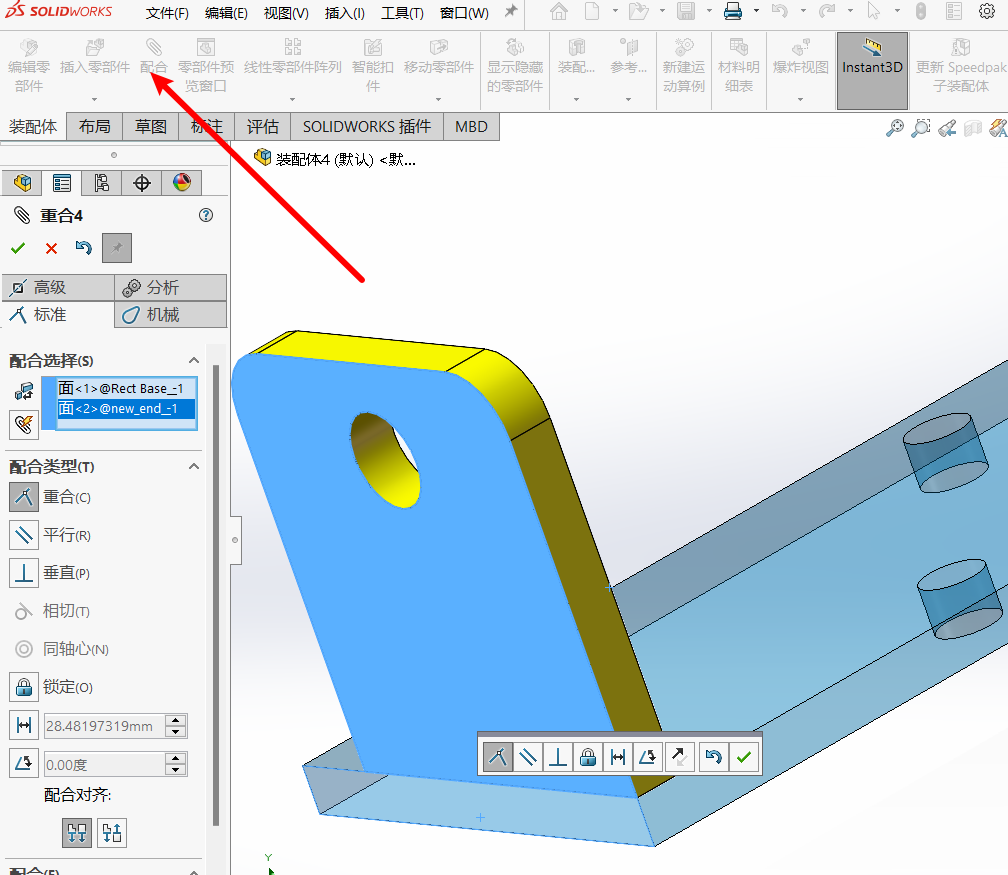 SOLIDWORKS 文件(F) 编辑(E) 视图(V) 插入(I) 工具(T) 窗口(W)
编辑零部件 插入零部件 配合 零部件预览窗口 线性零部件阵列 智能扣件 移动零部件 显示隐藏的零部件 装配... 参考... 新建运动算例 材料明细表 爆炸视图 Instant3D 更新 Speedpak 子装配体
装配体 布局 草图 标注 评估 SOLIDWORKS 插件 MBD
装配体4 (默认) <默...
重合4
高级 分析
标准 机械
配合选择(S)
面<1>@Rect Base_-1
面<2>@new_end_-1
配合类型(T)
重合(C)
平行(R)
垂直(P)
相切(T)
同轴心(N)
锁定(O)
28.48197319mm
0.00度
配合对齐:
Y